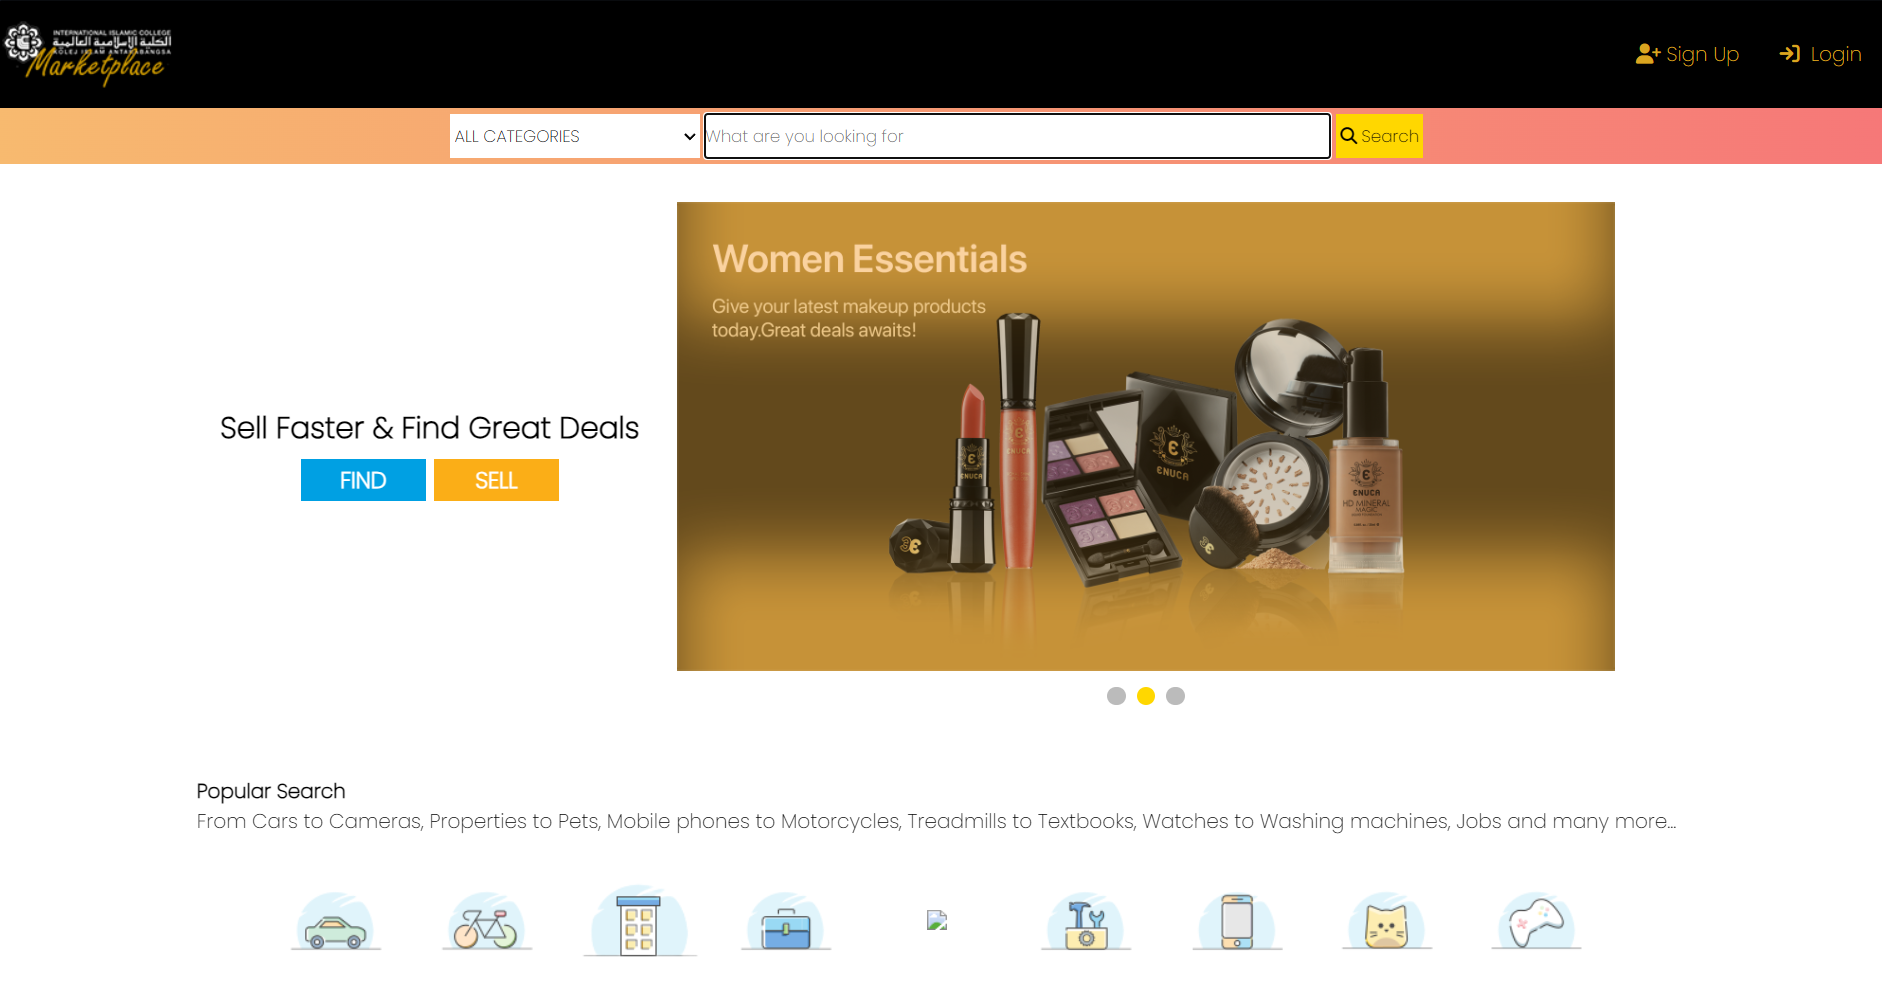 INTERNATIONAL ISLAMIC COLLEGE
الكلية الإسلامية العالمية
KOLEJ ISLAM ANTARABANGSA
Marketplace
Sign Up
Login
ALL CATEGORIES
What are you looking for
Search
Women Essentials
Give your latest makeup products
today.Great deals awaits!
Sell Faster & Find Great Deals
FIND
SELL
ENUCA
ENUCA
ENUCA
HD MINERAL
MAGIC
Popular Search
From Cars to Cameras, Properties to Pets, Mobile phones to Motorcycles, Treadmills to Textbooks, Watches to Washing machines, Jobs and many more...